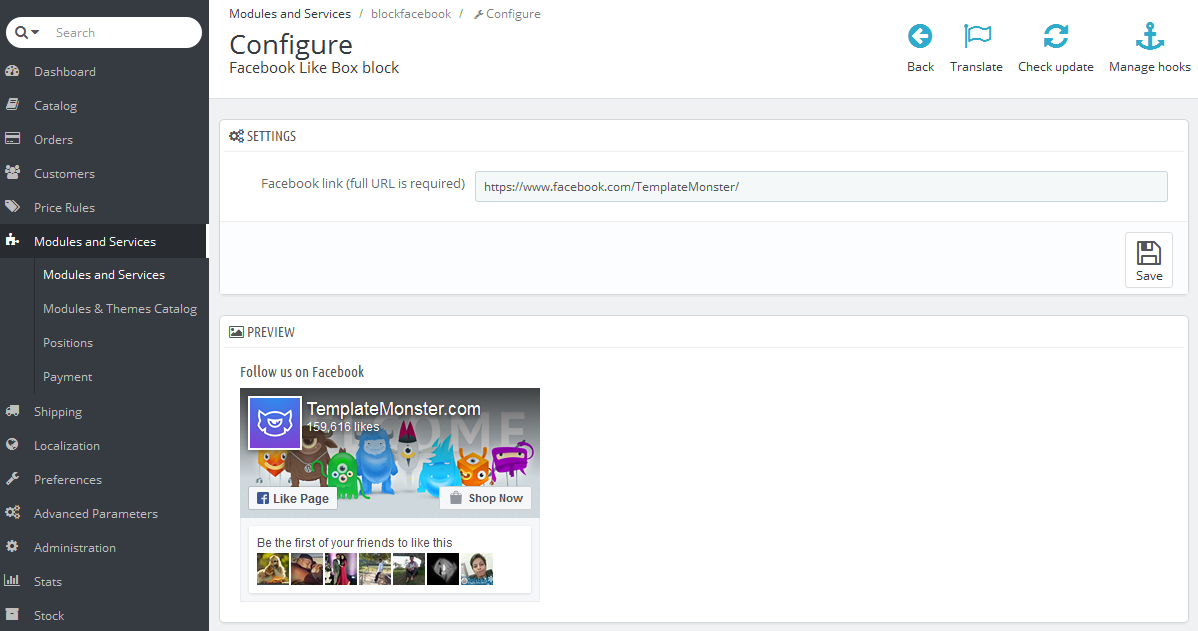 Search
Dashboard
Catalog
Orders
Customers
Price Rules
Modules and Services
Modules and Services
Modules & Themes Catalog
Positions
Payment
Shipping
Localization
Preferences
Advanced Parameters
Administration
Stats
Stock
Modules and Services / blockfacebook / Configure
Configure
Facebook Like Box block
Back
Translate
Check update
Manage hooks
SETTINGS
Facebook link (full URL is required)
https://www.facebook.com/TemplateMonster/
Save
PREVIEW
Follow us on Facebook
TemplateMonster.com
159,616 likes
Like Page
Shop Now
Be the first of your friends to like this